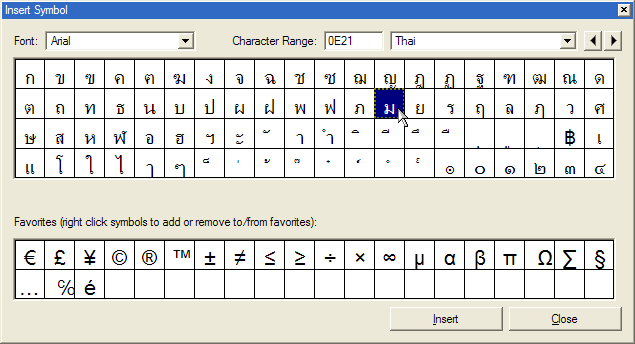 Insert Symbol
Font: Arial Character Range: 0E21 Thai
ก ข ฃ ค ฅ ฆ ง จ ฉ ช ซ ฌ ญ ฎ ฏ ฐ ฑ ฒ ณ ด
ต ถ ท ธ น บ ป ผ ฝ พ ฟ ภ ม ย ร ฤ ล ฦ ว ศ
ษ ส ห ฬ อ ฮ ฯ ะ ั า ำ ิ ี ึ ื ุ ู ฺ ฿ เ
แ โ ใ ไ ๅ ๆ ็ ่ ้ ๊ ๋ ์ ํ ๎ ๏ ๐ ๑ ๒ ๓ ๔
Favorites (right click symbols to add or remove to/from favorites):
€ £ ¥ © ® ™ ± ≠ ≤ ≥ ÷ × ∞ µ α β π Ω ∑ §
… ℅ é
Insert Close